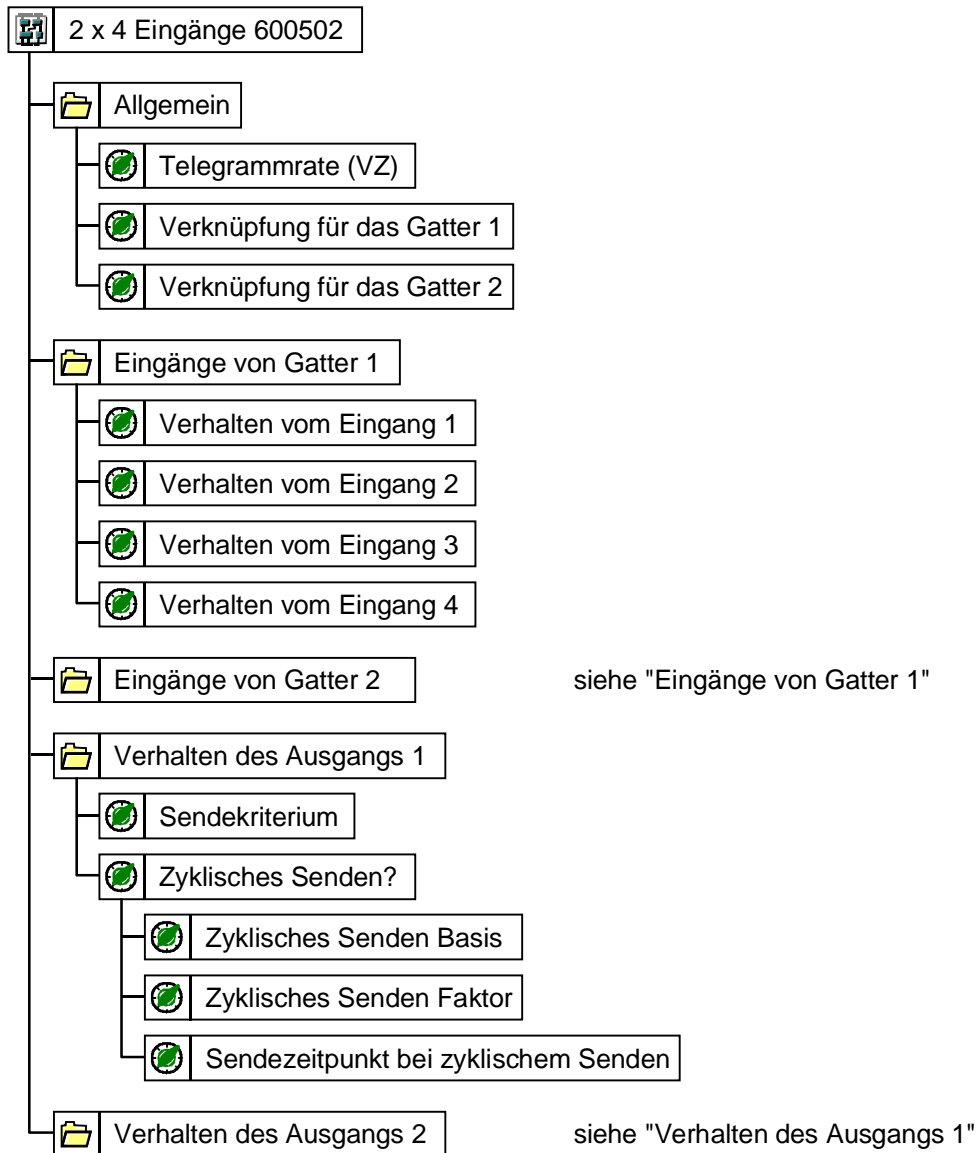 2 x 4 Eingänge 600502
Allgemein
Telegrammrate (VZ)
Verknüpfung für das Gatter 1
Verknüpfung für das Gatter 2
Eingänge von Gatter 1
Verhalten vom Eingang 1
Verhalten vom Eingang 2
Verhalten vom Eingang 3
Verhalten vom Eingang 4
Eingänge von Gatter 2 siehe "Eingänge von Gatter 1"
Verhalten des Ausgangs 1
Sendekriterium
Zyklisches Senden?
Zyklisches Senden Basis
Zyklisches Senden Faktor
Sendezeitpunkt bei zyklischem Senden
Verhalten des Ausgangs 2 siehe "Verhalten des Ausgangs 1"